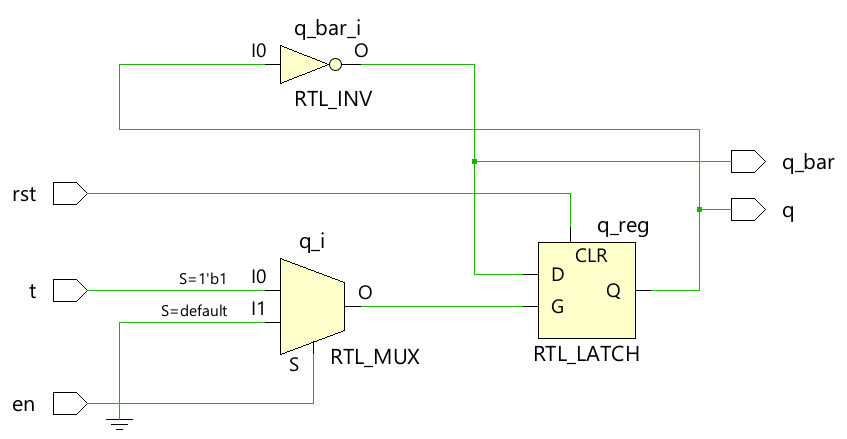 q_bar_i
I0
O
RTL_INV
q_bar
rst
q
q_reg
q_i
CLR
S=1'b1
I0
D
t
O
Q
S=default
I1
G
S
RTL_MUX
RTL_LATCH
en